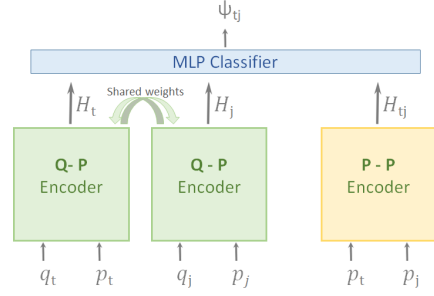 Ψtj
MLP Classifier
Shared weights
Ht
Hj
Htj
Q - P
Encoder
Q - P
Encoder
P - P
Encoder
qt
pt
qj
pj
pt
pj